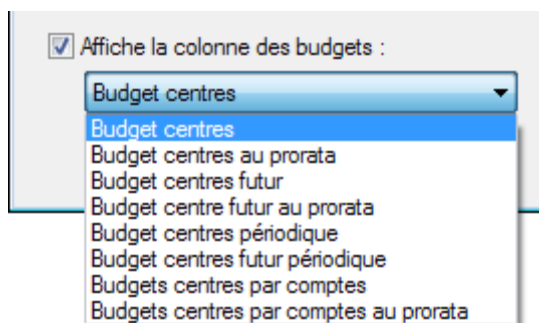 Affiche la colonne des budgets :
Budget centres
Budget centres
Budget centres au prorata
Budget centres futur
Budget centre futur au prorata
Budget centres périodique
Budget centres futur périodique
Budgets centres par comptes
Budgets centres par comptes au prorata